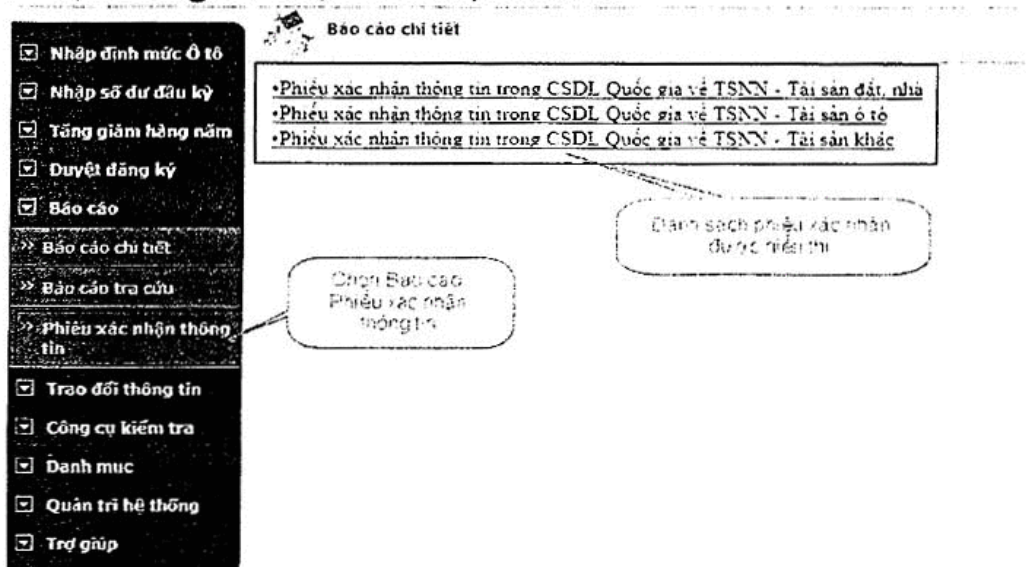 Nhập định mức Ô tô
Nhập số dư đầu kỳ
Tăng giảm hàng năm
Duyệt đăng ký
Báo cáo
Báo cáo chi tiết
Báo cáo tra cứu
Phiếu xác nhận thông
tin
Trao đổi thông tin
Công cụ kiểm tra
Danh mục
Quản trị hệ thống
Trợ giúp
Báo cáo chi tiết
•Phiếu xác nhận thông tin trong CSDL Quốc gia về TSNN - Tài sản đất, nhà
•Phiếu xác nhận thông tin trong CSDL Quốc gia về TSNN - Tài sản ô tô
•Phiếu xác nhận thông tin trong CSDL Quốc gia về TSNN - Tài sản khác
Danh sách phiếu xác nhận
được hiển thị
Chọn Báo cáo
Phiếu xác nhận
thông tin